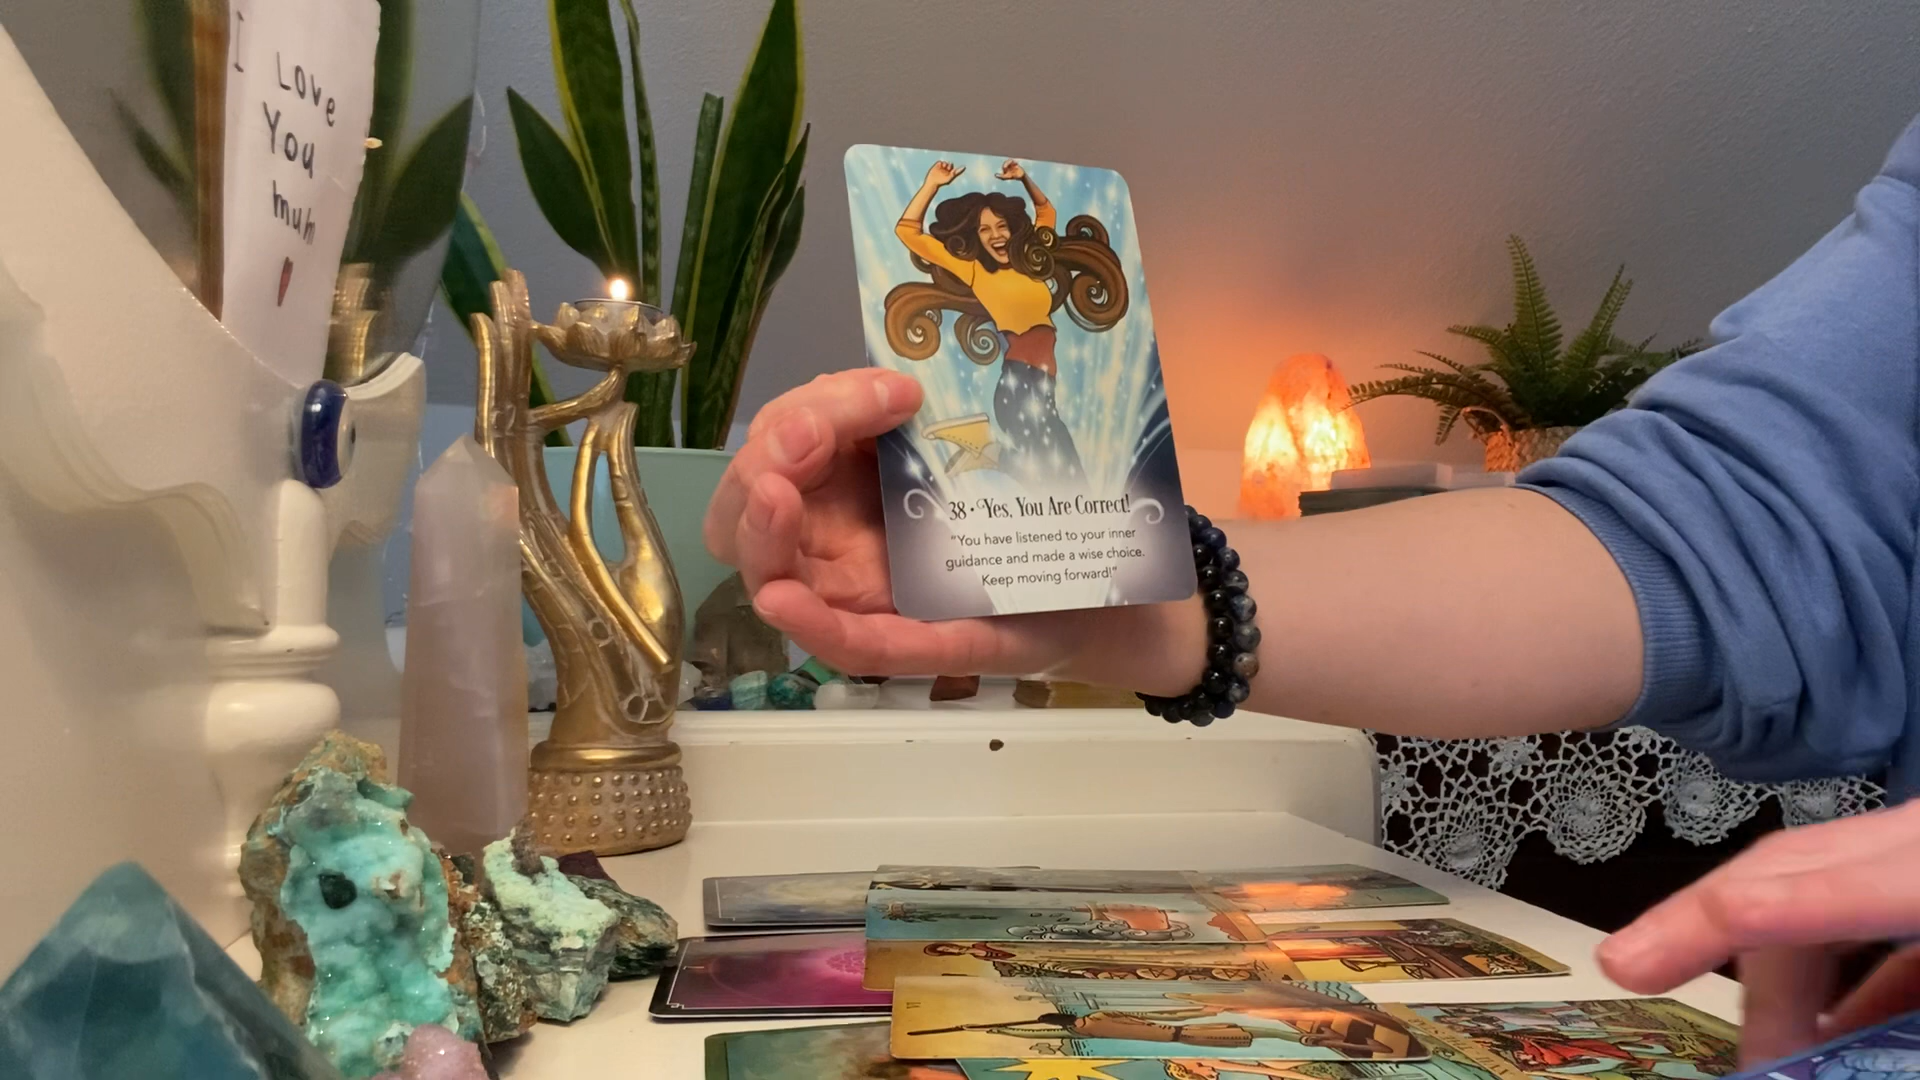 I
Love
You
mum
38 • Yes, You Are Correct!
"You have listened to your inner
guidance and made a wise choice.
Keep moving forward!"